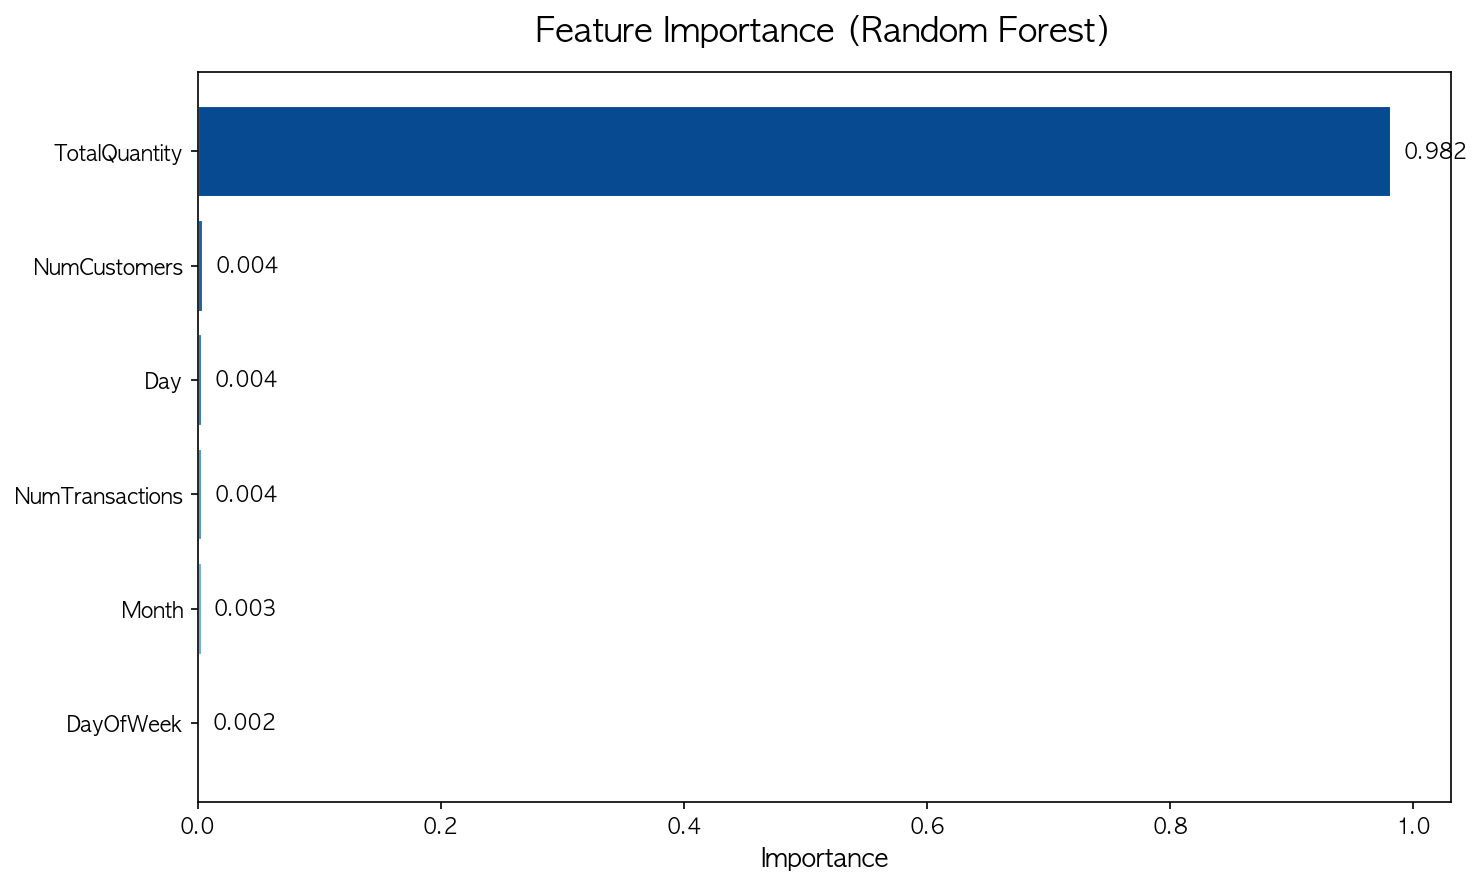 Feature Importance (Random Forest)
TotalQuantity 0.982
NumCustomers 0.004
Day 0.004
NumTransactions 0.004
Month 0.003
DayOfWeek 0.002
0.0 0.2 0.4 0.6 0.8 1.0
Importance